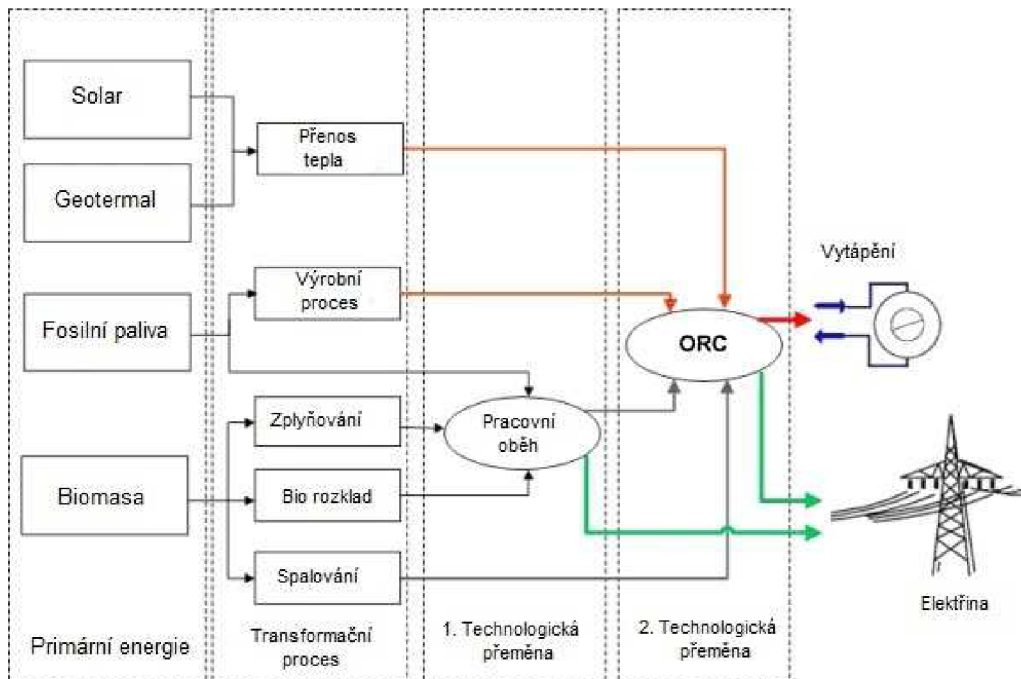 Solar
Geotermal
Fosilní paliva
Biomasa
Primární energie
Přenos
tepla
Výrobní
proces
Zplyňování
Bio rozklad
Spalování
Transformační
proces
Pracovní
oběh
1. Technologická
přeměna
ORC
2. Technologická
přeměna
Vytápění
Elektřina